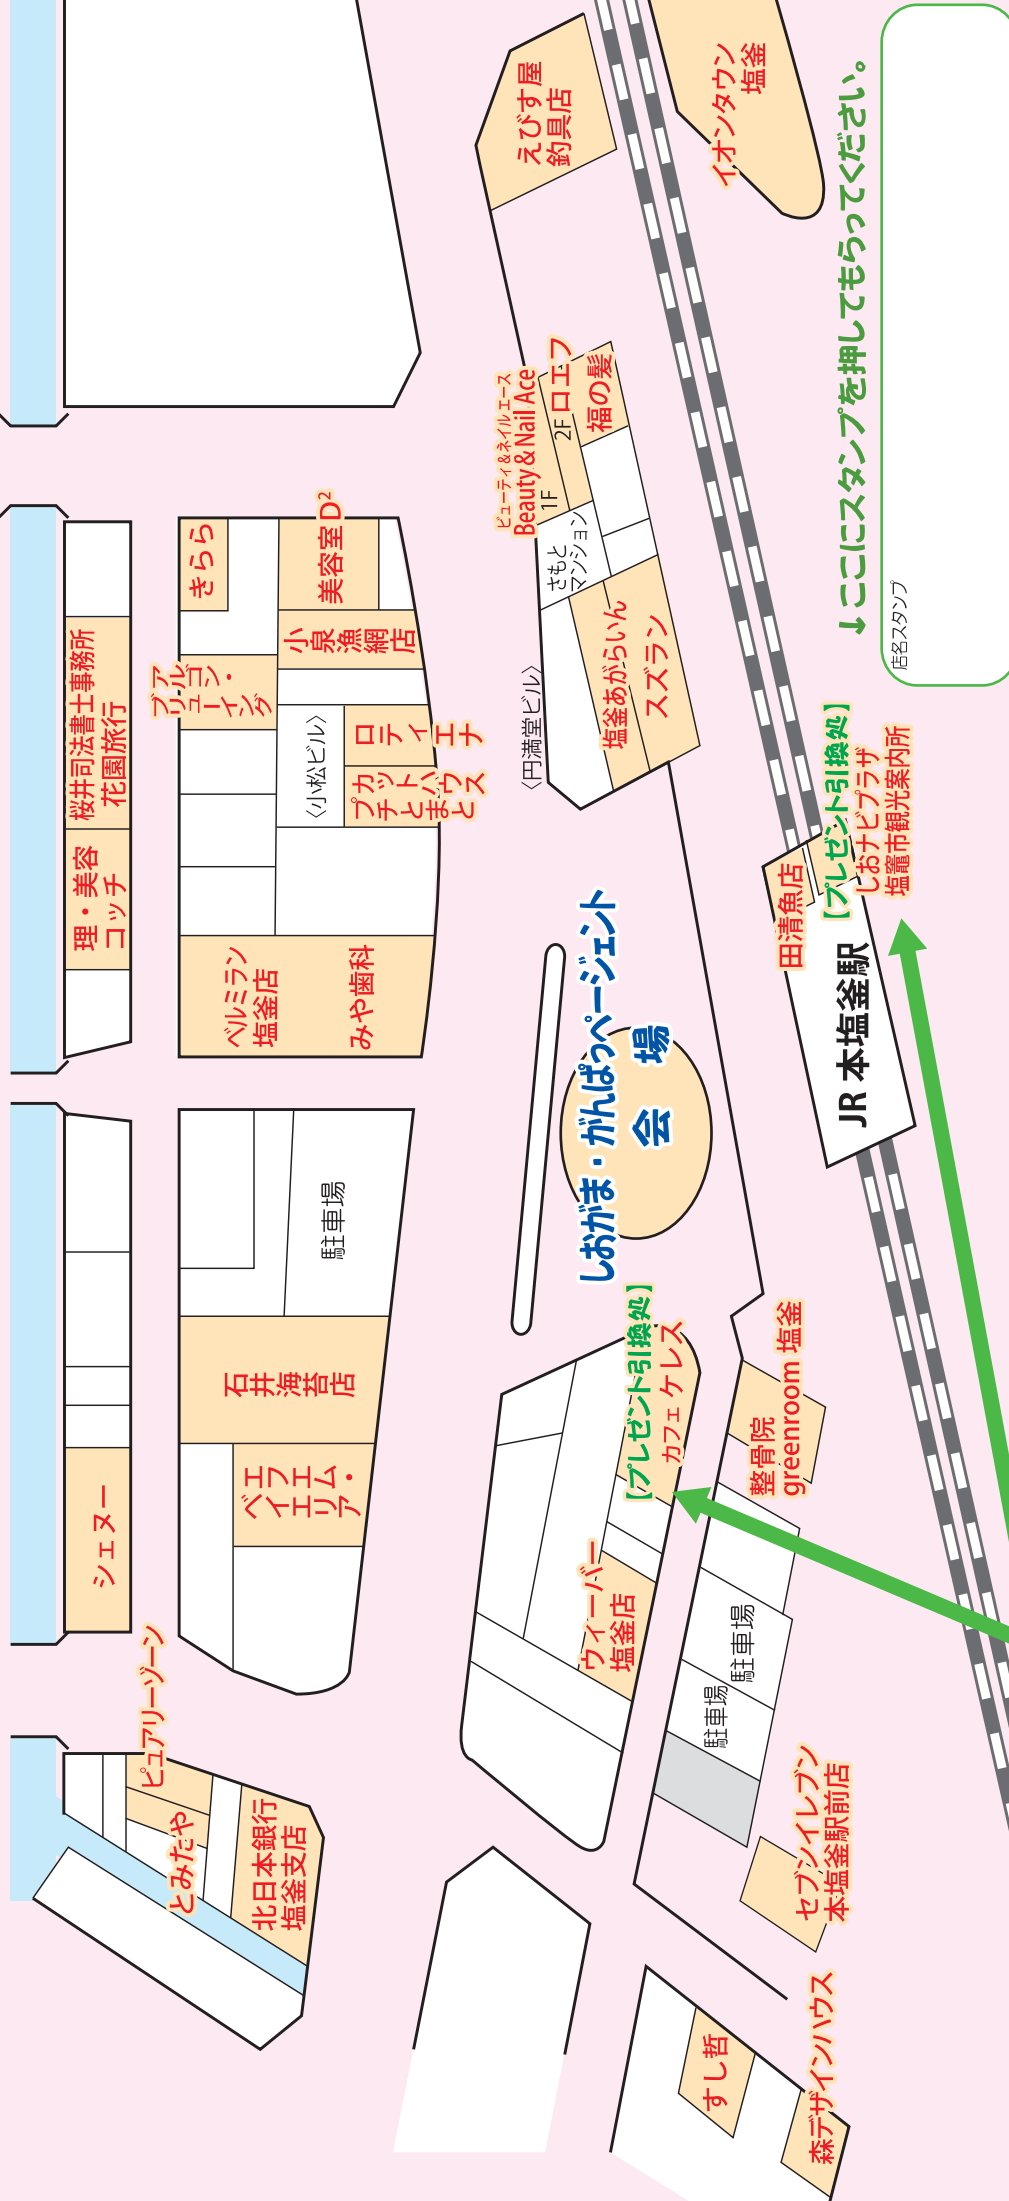 桜井司法書士事務所
花園旅行
理・美容
コッチ
シェヌー
ピュアリーゾーン
とみたや
北日本銀行
塩釜支店
きらら
美容室 D²
小泉漁網店
アルゴン・
ブリューイング
〈小松ビル〉
ロティエナ
カットハウス
プチとまと
ベルミラン
塩釜店
みや歯科
駐車場
石井海苔店
エフエム・
ベイエリア
えびす屋
釣具店
イオンタウン
塩釜
ビューティ&ネイル エース
Beauty & Nail Ace
1F
2F
ロエフ
福の髪
さもと
マンション
〈円満堂ビル〉
塩釜あがらいん
スズラン
↓ここにスタンプを押してもらってください。
店名スタンプ
【プレゼント引換処】
しおナビプラザ
塩竈市観光案内所
田清魚店
JR 本塩釜駅
しおがま・がんばっぺージェント
会 場
【プレゼント引換処】
カフェ ケレス
整骨院
greenroom 塩釜
ウィーバー
塩釜店
駐車場
駐車場
セブンイレブン
本塩釜駅前店
すし哲
森デザインハウス